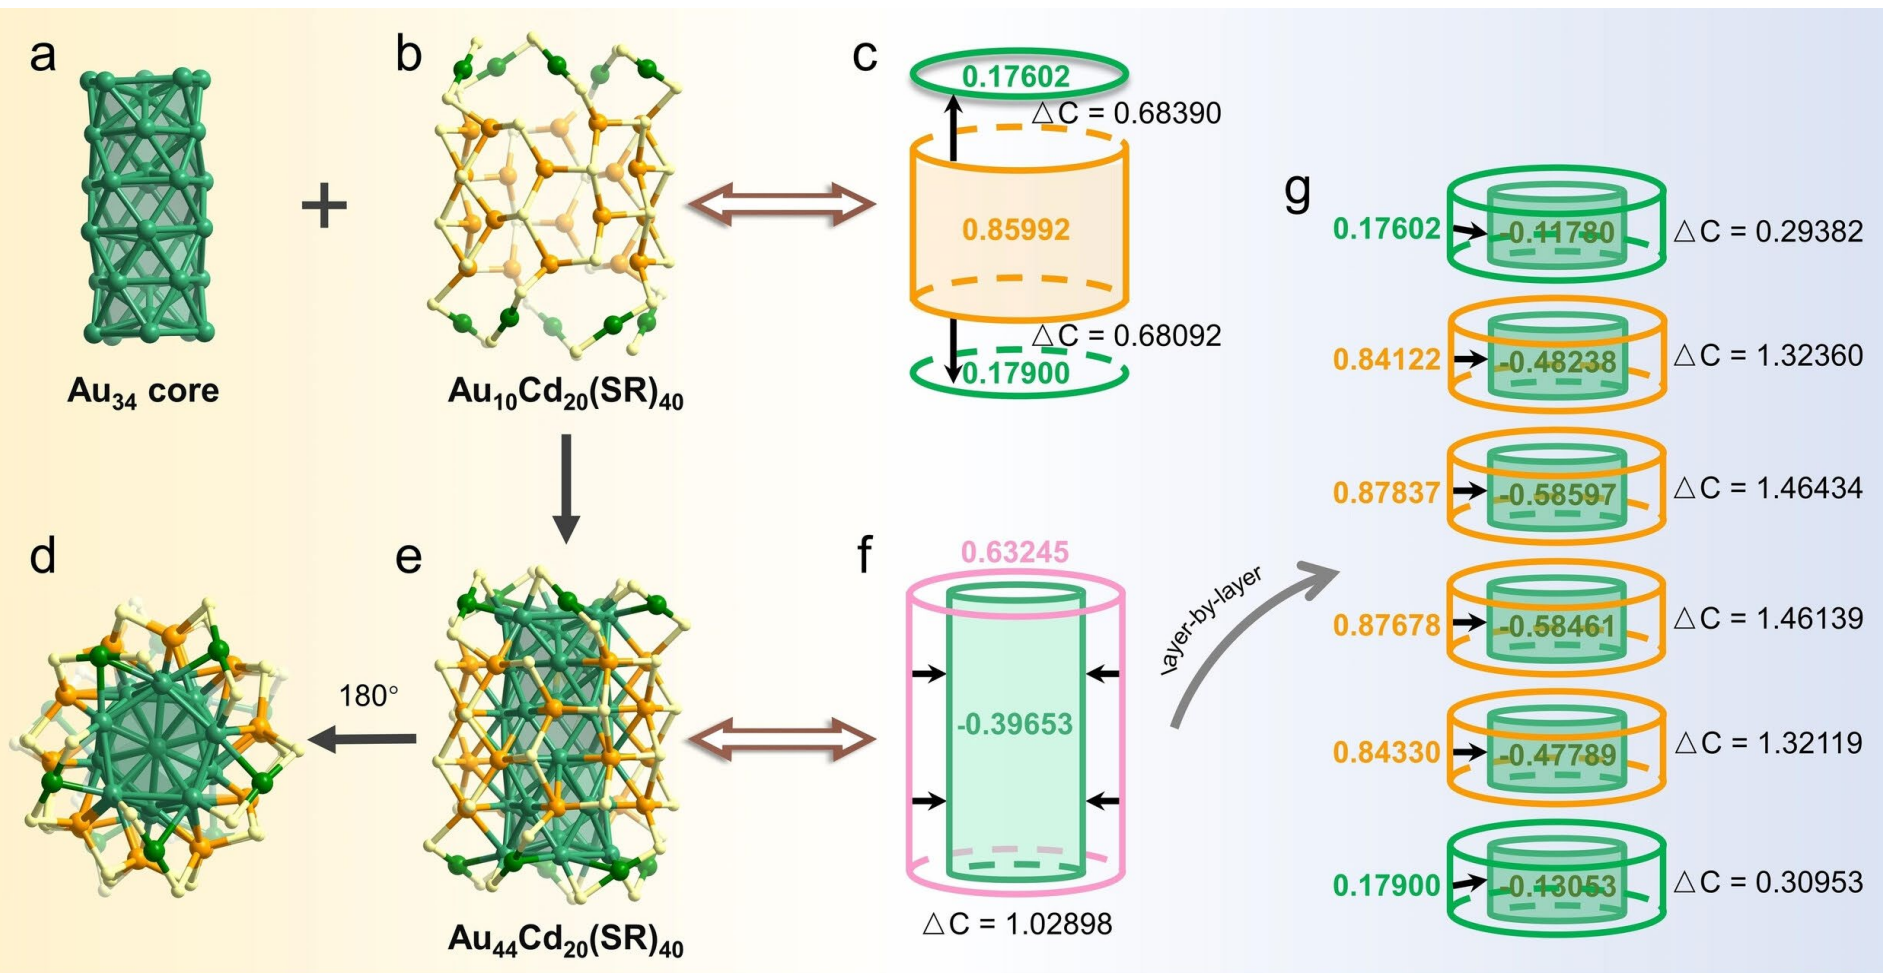 a
b
c
0.17602
△C = 0.68390
0.85992
△C = 0.68092
0.17900
+
Au₃₄ core
Au₁₀Cd₂₀(SR)₄₀
d
180°
e
Au₄₄Cd₂₀(SR)₄₀
f
0.63245
-0.39653
△C = 1.02898
layer-by-layer
g
0.17602 -0.11780 △C = 0.29382
0.84122 -0.48238 △C = 1.32360
0.87837 -0.58597 △C = 1.46434
0.87678 -0.58461 △C = 1.46139
0.84330 -0.47789 △C = 1.32119
0.17900 -0.13053 △C = 0.30953